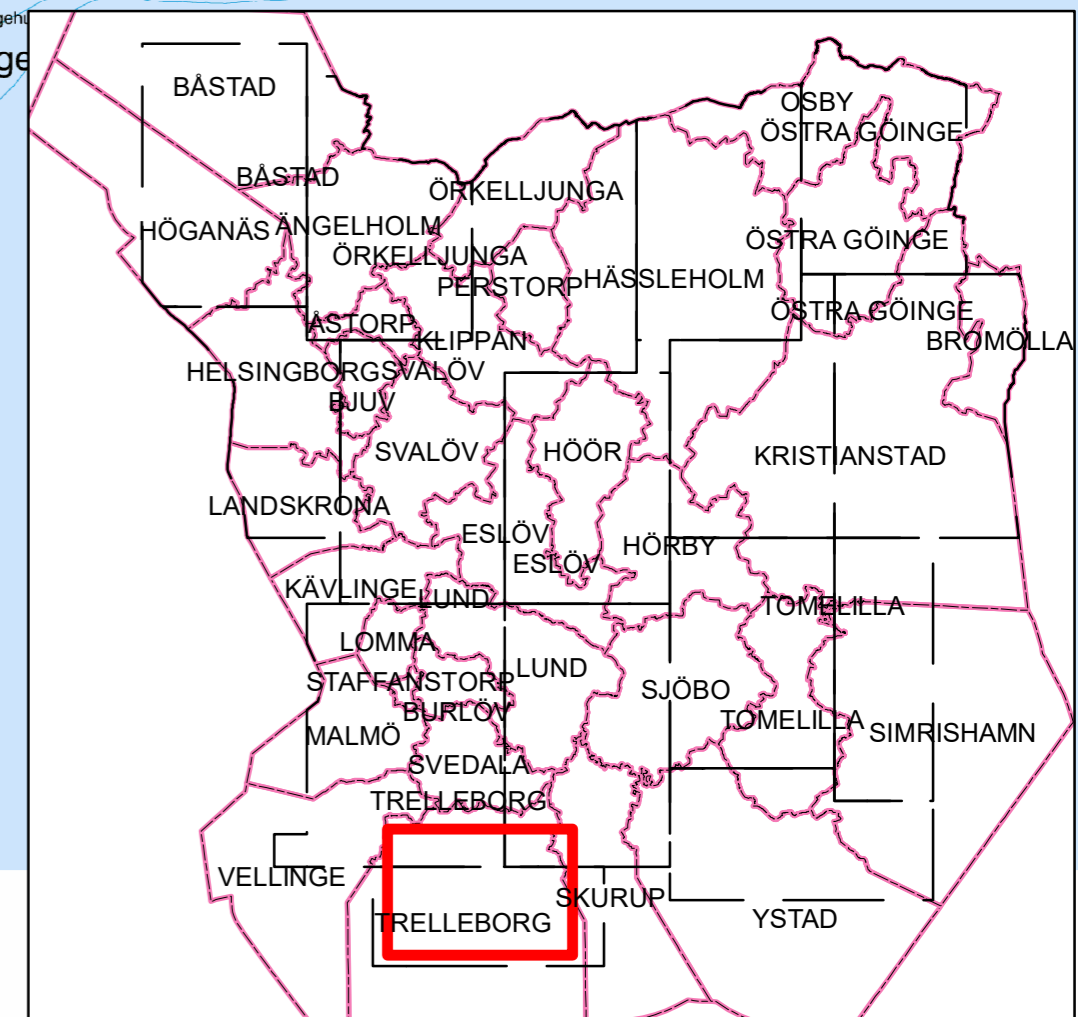 gehu
ge
BÅSTAD
OSBY
ÖSTRA GÖINGE
BÅSTAD
ÖRKELLJUNGA
HÖGANÄS
ÄNGELHOLM
ÖSTRA GÖINGE
ÖRKELLJUNGA
PERSTORP
HÄSSLEHOLM
ÖSTRA GÖINGE
ÅSTORP
KLIPPAN
BROMÖLLA
HELSINGBORG
SVALÖV
BJUV
SVALÖV
HÖÖR
KRISTIANSTAD
LANDSKRONA
ESLÖV
HÖRBY
ESLÖV
KÄVLINGE
LUND
TOMELILLA
LOMMA
STAFFANSTORP
LUND
SJÖBO
BURLÖV
TOMELILLA
MALMÖ
SIMRISHAMN
SVEDALA
TRELLEBORG
VELLINGE
SKURUP
TRELLEBORG
YSTAD